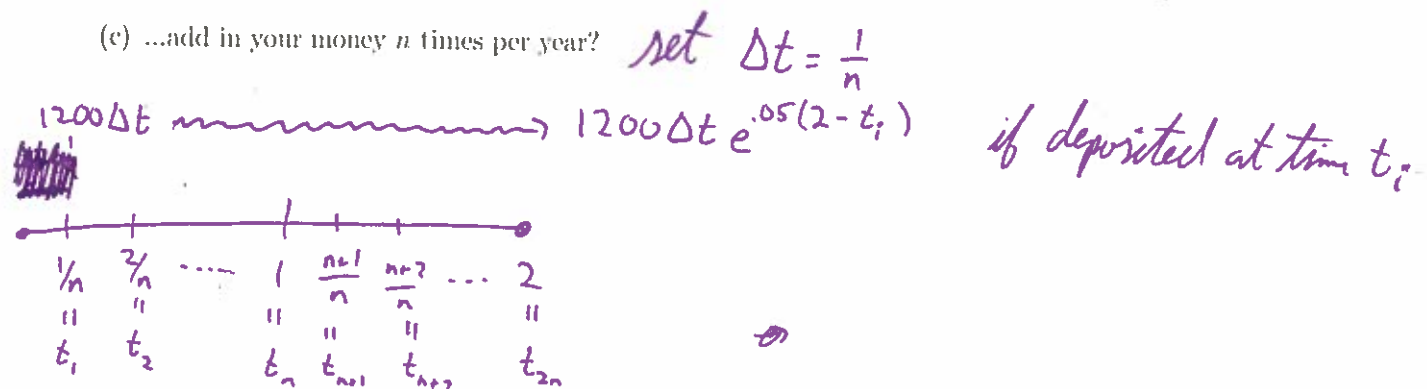 (c) ...add in your money n times per year? set Δt = 1/n
1200Δt → 1200Δt e^.05(2 - t_i) if deposited at time t_i
1/n 2/n ..... 1 n+1/n n+2/n ... 2
" " " " " "
t_1 t_2 t_n t_n+1 t_n+2 t_2n